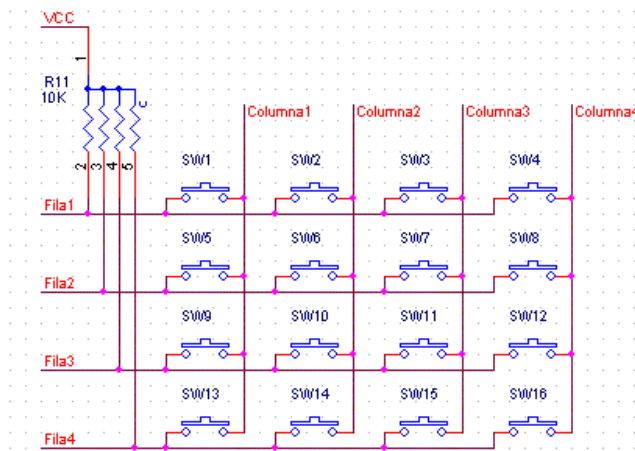 VCC
1
R11
10K
C
Columna1 Columna2 Columna3 Columna4
2 3 4 5
SW1 SW2 SW3 SW4
Fila1
SW5 SW6 SW7 SW8
Fila2
SW9 SW10 SW11 SW12
Fila3
SW13 SW14 SW15 SW16
Fila4